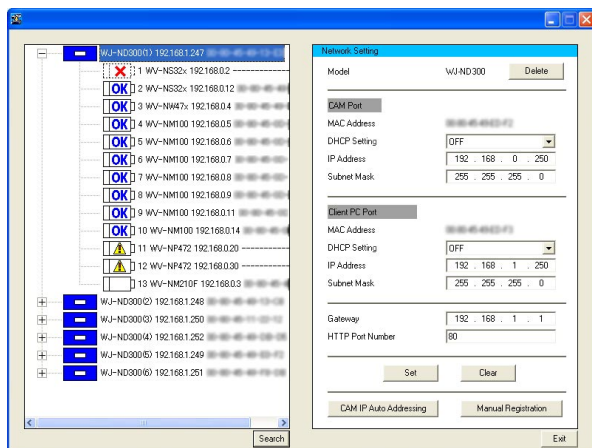 WJ-ND300(1) 192.168.1.247
1 WV-NS32x 192.168.0.2
OK 2 WV-NS32x 192.168.0.12
OK 3 WV-NW47x 192.168.0.4
OK 4 WV-NM100 192.168.0.5
OK 5 WV-NM100 192.168.0.6
OK 6 WV-NM100 192.168.0.7
OK 7 WV-NM100 192.168.0.8
OK 8 WV-NM100 192.168.0.9
OK 9 WV-NM100 192.168.0.11
OK 10 WV-NM100 192.168.0.14
11 WV-NP472 192.168.0.20
12 WV-NP472 192.168.0.30
13 WV-NM210F 192.168.0.3
WJ-ND300(2) 192.168.1.248
WJ-ND300(3) 192.168.1.250
WJ-ND300(4) 192.168.1.252
WJ-ND300(5) 192.168.1.249
WJ-ND300(6) 192.168.1.251
Search
Network Setting
Model WJ-ND300 Delete
CAM Port
MAC Address
DHCP Setting OFF
IP Address 192 . 168 . 0 . 250
Subnet Mask 255 . 255 . 255 . 0
Client PC Port
MAC Address
DHCP Setting OFF
IP Address 192 . 168 . 1 . 250
Subnet Mask 255 . 255 . 255 . 0
Gateway 192 . 168 . 1 . 1
HTTP Port Number 80
Set Clear
CAM IP Auto Addressing Manual Registration
Exit